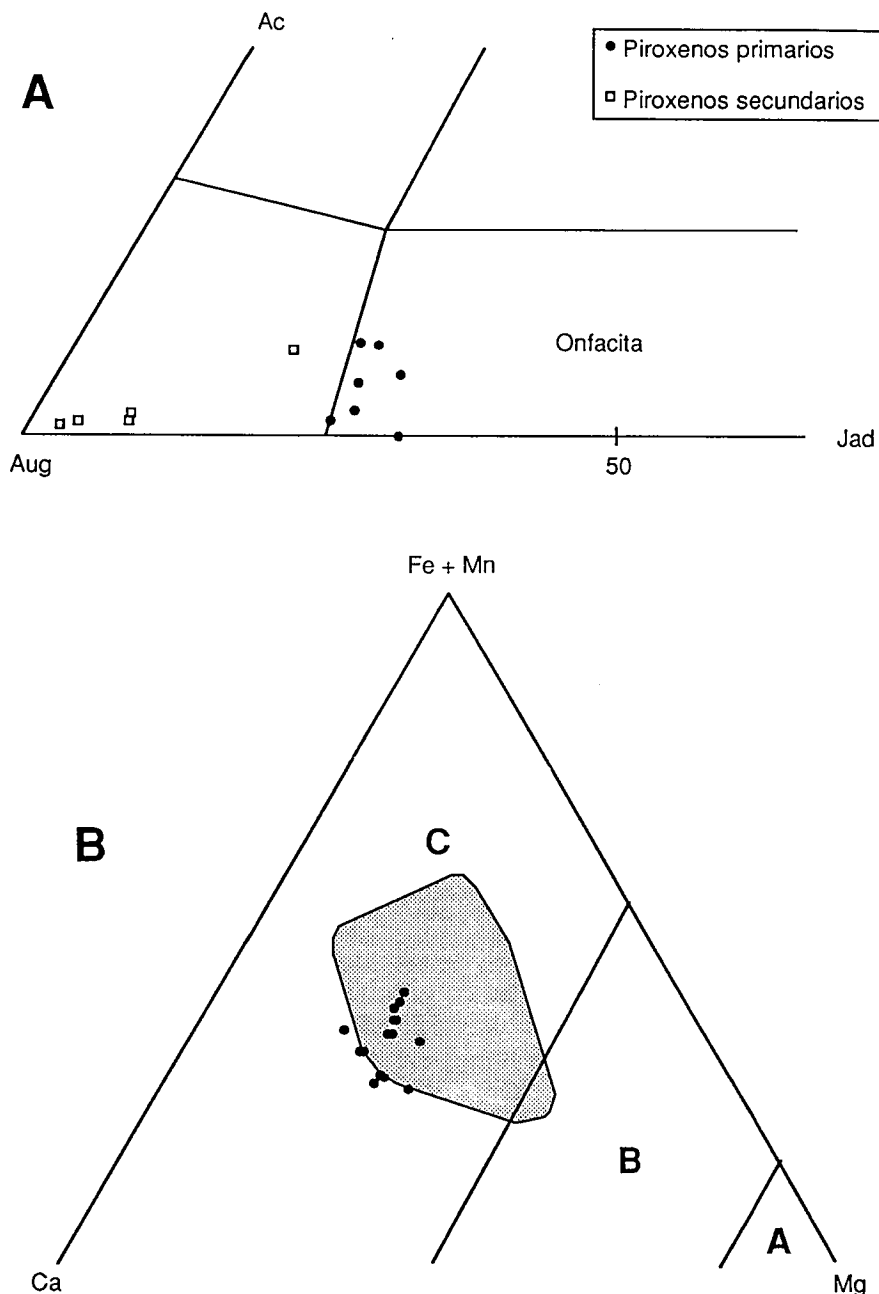 Ac
A
Piroxenos primarios
Piroxenos secundarios
Onfacita
Aug
50
Jad
Fe + Mn
B
C
B
A
Ca
Mg